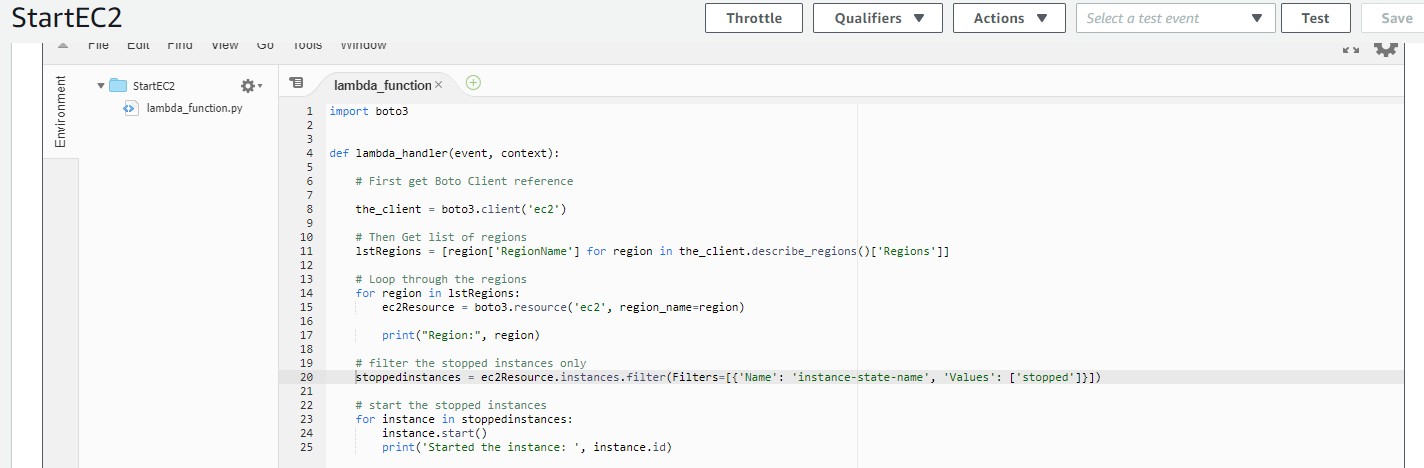 StartEC2
Throttle
Qualifiers
Actions
Select a test event
Test
Save
File Edit Find View Go Tools Window
Environment
StartEC2
lambda_function.py
lambda_function ×
1 import boto3
2
3
4 def lambda_handler(event, context):
5
6     # First get Boto Client reference
7
8     the_client = boto3.client('ec2')
9
10     # Then Get list of regions
11     lstRegions = [region['RegionName'] for region in the_client.describe_regions()['Regions']]
12
13     # Loop through the regions
14     for region in lstRegions:
15         ec2Resource = boto3.resource('ec2', region_name=region)
16
17         print("Region:", region)
18
19     # filter the stopped instances only
20     stoppedinstances = ec2Resource.instances.filter(Filters=[{'Name': 'instance-state-name', 'Values': ['stopped']}])
21
22     # start the stopped instances
23     for instance in stoppedinstances:
24         instance.start()
25         print('Started the instance: ', instance.id)